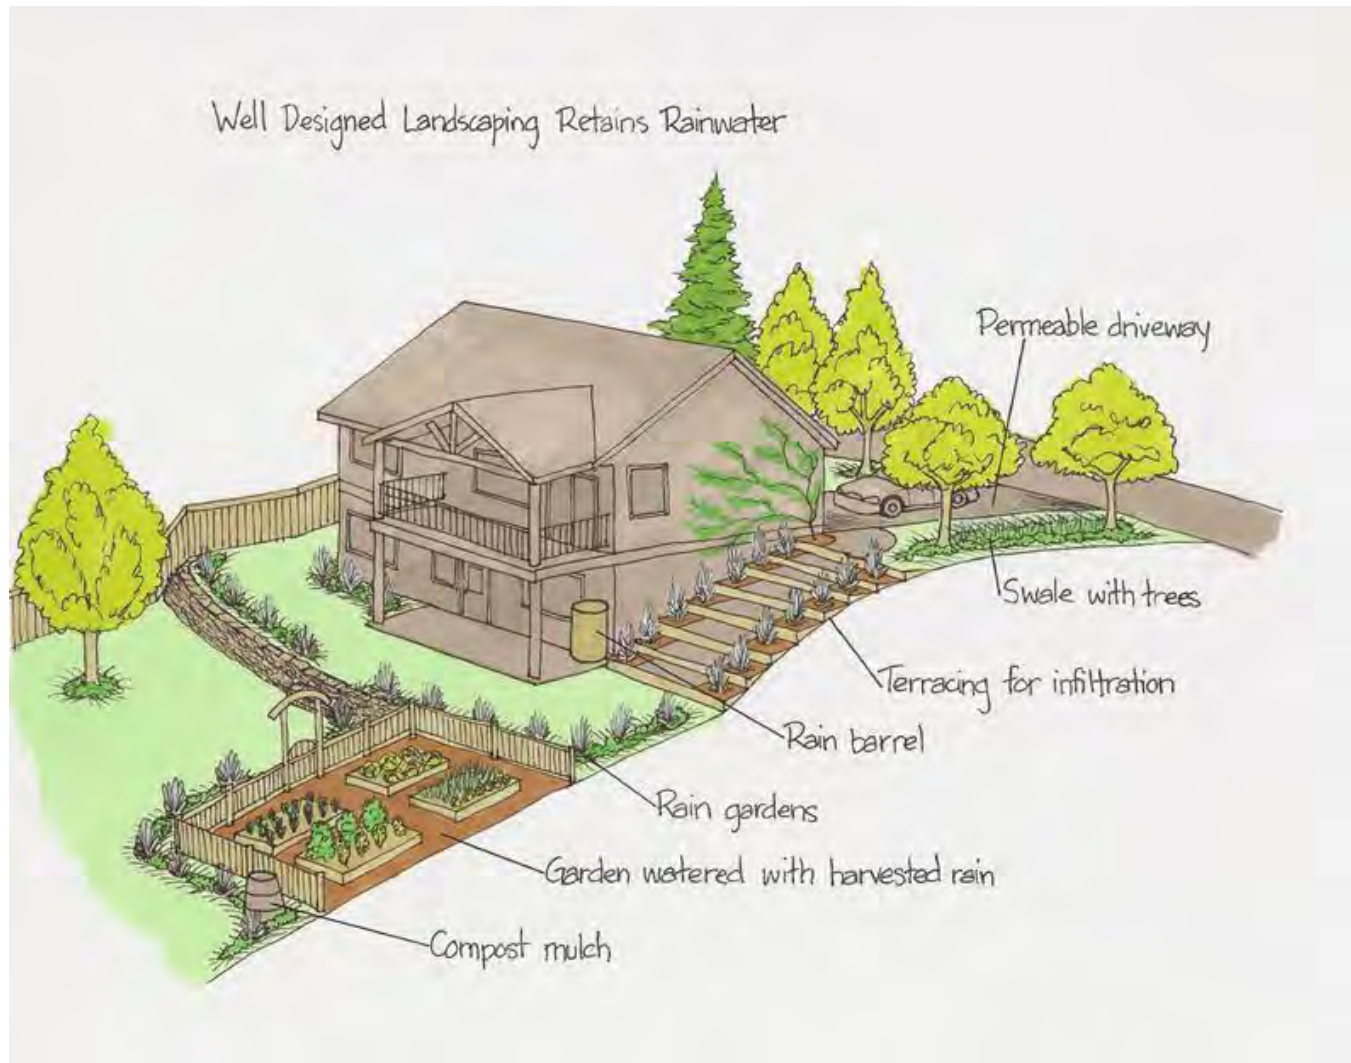 Well Designed Landscaping Retains Rainwater
Permeable driveway
Swale with trees
Terracing for infiltration
Rain barrel
Rain gardens
Garden watered with harvested rain
Compost mulch